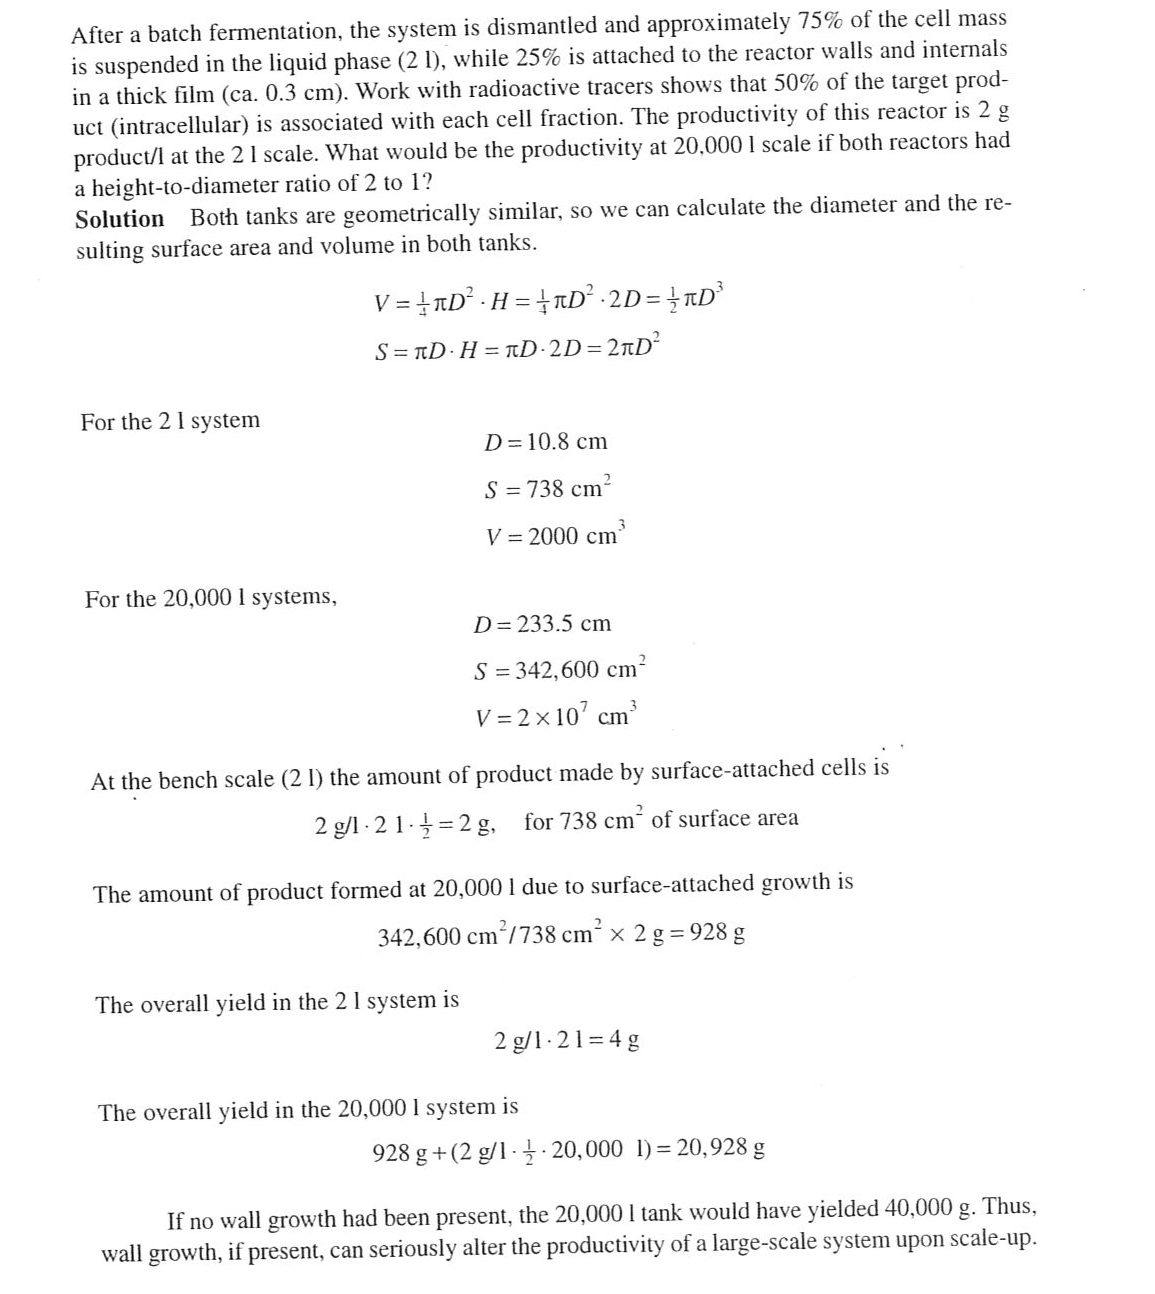 After a batch fermentation, the system is dismantled and approximately 75% of the cell mass
is suspended in the liquid phase (2 l), while 25% is attached to the reactor walls and internals
in a thick film (ca. 0.3 cm). Work with radioactive tracers shows that 50% of the target prod-
uct (intracellular) is associated with each cell fraction. The productivity of this reactor is 2 g
product/l at the 2 l scale. What would be the productivity at 20,000 l scale if both reactors had
a height-to-diameter ratio of 2 to 1?
Solution Both tanks are geometrically similar, so we can calculate the diameter and the re-
sulting surface area and volume in both tanks.
V = ¼πD² · H = ¼πD² · 2D = ½πD³
S = πD · H = πD · 2D = 2πD²
For the 2 l system
D = 10.8 cm
S = 738 cm²
V = 2000 cm³
For the 20,000 l systems,
D = 233.5 cm
S = 342,600 cm²
V = 2 × 10⁷ cm³
At the bench scale (2 l) the amount of product made by surface-attached cells is
2 g/l · 2 l · ½ = 2 g, for 738 cm² of surface area
The amount of product formed at 20,000 l due to surface-attached growth is
342,600 cm²/738 cm² × 2 g = 928 g
The overall yield in the 2 l system is
2 g/l · 2 l = 4 g
The overall yield in the 20,000 l system is
928 g + (2 g/l · ½ · 20,000 l) = 20,928 g
If no wall growth had been present, the 20,000 l tank would have yielded 40,000 g. Thus,
wall growth, if present, can seriously alter the productivity of a large-scale system upon scale-up.